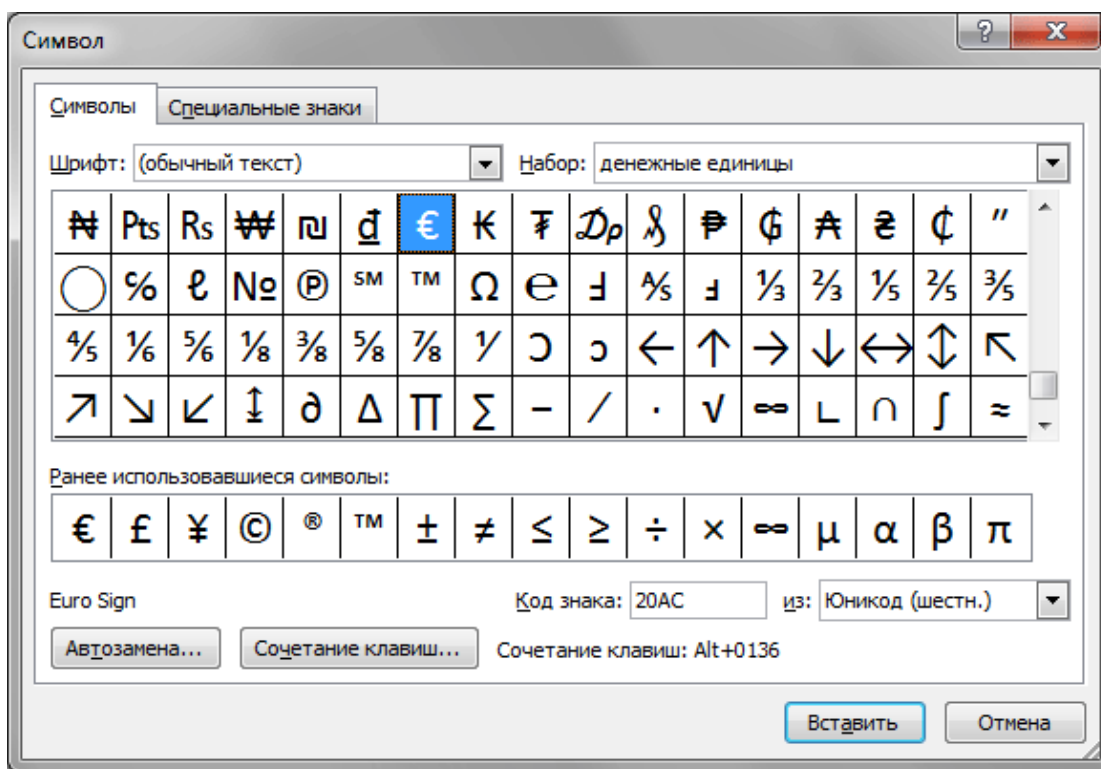 Символ
Символы Специальные знаки
Шрифт: (обычный текст) Набор: денежные единицы
₦ ₧ ₨ ₩ ₪ ₫ € ₭ ₮ ₯ ₰ ₱ ₲ ₳ ₴ ₵ ″
◯ ℅ ℓ № ℗ ℠ ™ Ω ℮ Ⅎ ⅍ ⅎ ⅓ ⅔ ⅕ ⅖ ⅗
⅘ ⅙ ⅚ ⅛ ⅜ ⅝ ⅞ ⅟ Ↄ ↄ ← ↑ → ↓ ↔ ↕ ↖
↗ ↘ ↙ ↨ ∂ ∆ ∏ ∑ − ∕ ∙ √ ∞ ∟ ∩ ∫ ≈
Ранее использовавшиеся символы:
€ £ ¥ © ® ™ ± ≠ ≤ ≥ ÷ × ∞ µ α β π
Euro Sign Код знака: 20AC из: Юникод (шестн.)
Автозамена... Сочетание клавиш... Сочетание клавиш: Alt+0136
Вставить Отмена